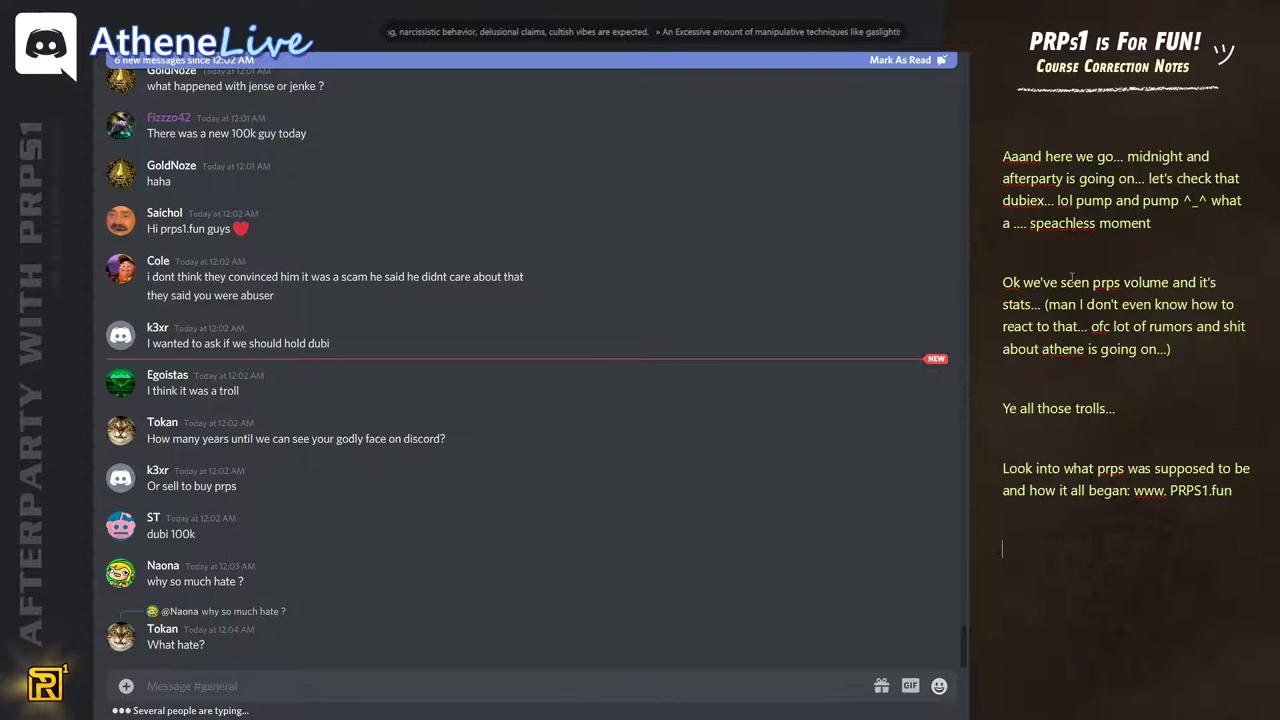 AtheneLive
ng, narcissistic behavior, delusional claims, cultish vibes are expected. » An Excessive amount of manipulative techniques like gaslightin
6 new messages since 12:02 AM Mark As Read
GoldNoze Today at 12:01 AM
what happened with jense or jenke ?
Fizzzo42 Today at 12:01 AM
There was a new 100k guy today
GoldNoze Today at 12:01 AM
haha
Saichol Today at 12:02 AM
Hi prps1.fun guys ❤️
Cole Today at 12:02 AM
i dont think they convinced him it was a scam he said he didnt care about that
they said you were abuser
k3xr Today at 12:02 AM
I wanted to ask if we should hold dubi
NEW
Egoistas Today at 12:02 AM
I think it was a troll
Tokan Today at 12:02 AM
How many years until we can see your godly face on discord?
k3xr Today at 12:02 AM
Or sell to buy prps
ST Today at 12:02 AM
dubi 100k
Naona Today at 12:03 AM
why so much hate ?
@Naona why so much hate ?
Tokan Today at 12:04 AM
What hate?
Message #general
GIF
Several people are typing...
AFTERPARTY WITH PRPS1
R1
PRPs1 is For FUN! ツ
Course Correction Notes
Aaand here we go... midnight and
afterparty is going on... let's check that
dubiex... lol pump and pump ^_^ what
a .... speachless moment
Ok we've seen prps volume and it's
stats... (man I don't even know how to
react to that... ofc lot of rumors and shit
about athene is going on...)
Ye all those trolls...
Look into what prps was supposed to be
and how it all began: www. PRPS1.fun